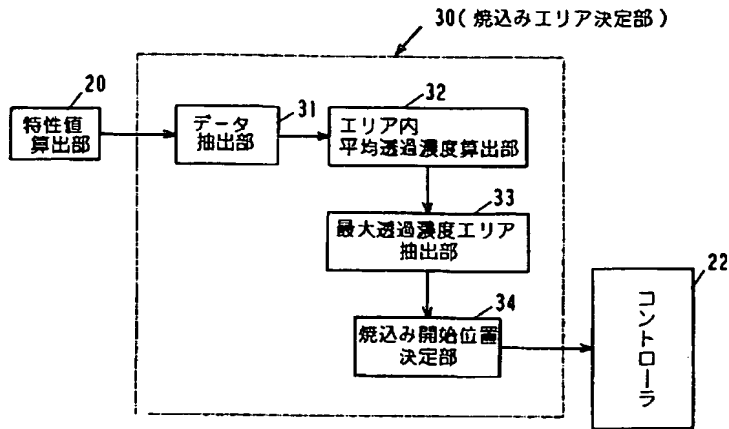 30(焼込みエリア決定部)
20
特性値
算出部
31
データ
抽出部
32
エリア内
平均透過濃度算出部
33
最大透過濃度エリア
抽出部
34
焼込み開始位置
決定部
22
コントローラ